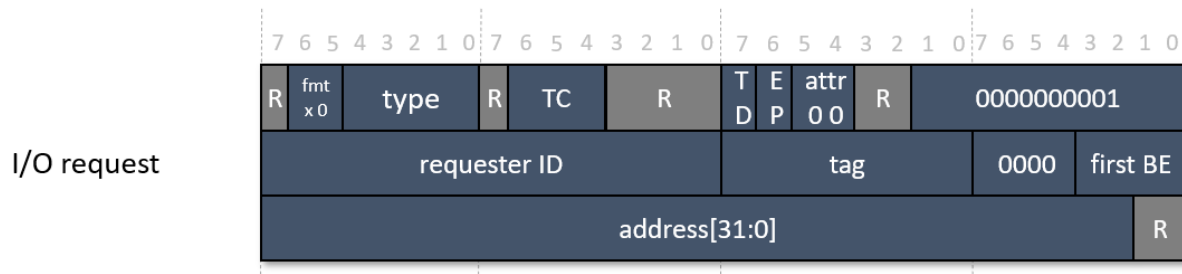 7 6 5 4 3 2 1 0 7 6 5 4 3 2 1 0 7 6 5 4 3 2 1 0 7 6 5 4 3 2 1 0
R fmt x 0 type R TC R TD EP attr 0 0 R 0000000001
I/O request
requester ID tag 0000 first BE
address[31:0] R